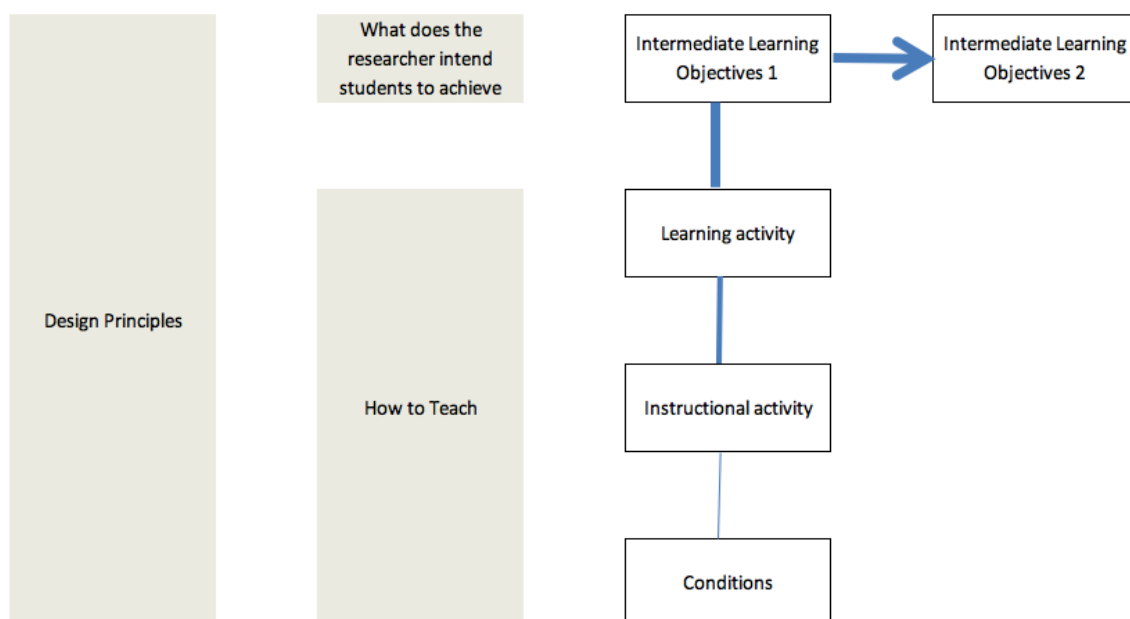 What does the
researcher intend
students to achieve
Intermediate Learning
Objectives 1
Intermediate Learning
Objectives 2
Learning activity
Design Principles
How to Teach
Instructional activity
Conditions